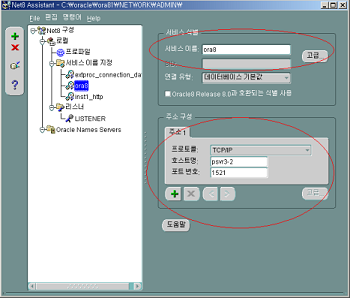 Net8 Assistant - C:₩oracle₩ora81₩NETWORK₩ADMIN₩
File 편집 명령어 Help
Net8 구성
로컬
프로파일
서비스 이름 지정
extproc_connection_da
ora8
inst1_http
리스너
LISTENER
Oracle Names Servers
서비스 식별
서비스 이름: ora8
고급
SID:
연결 유형: 데이터베이스 기본값
Oracle8 Release 8.0과 호환되는 식별 사용
주소 구성
주소 1
프로토콜: TCP/IP
호스트명: psvr3-2
포트 번호: 1521
고급
도움말